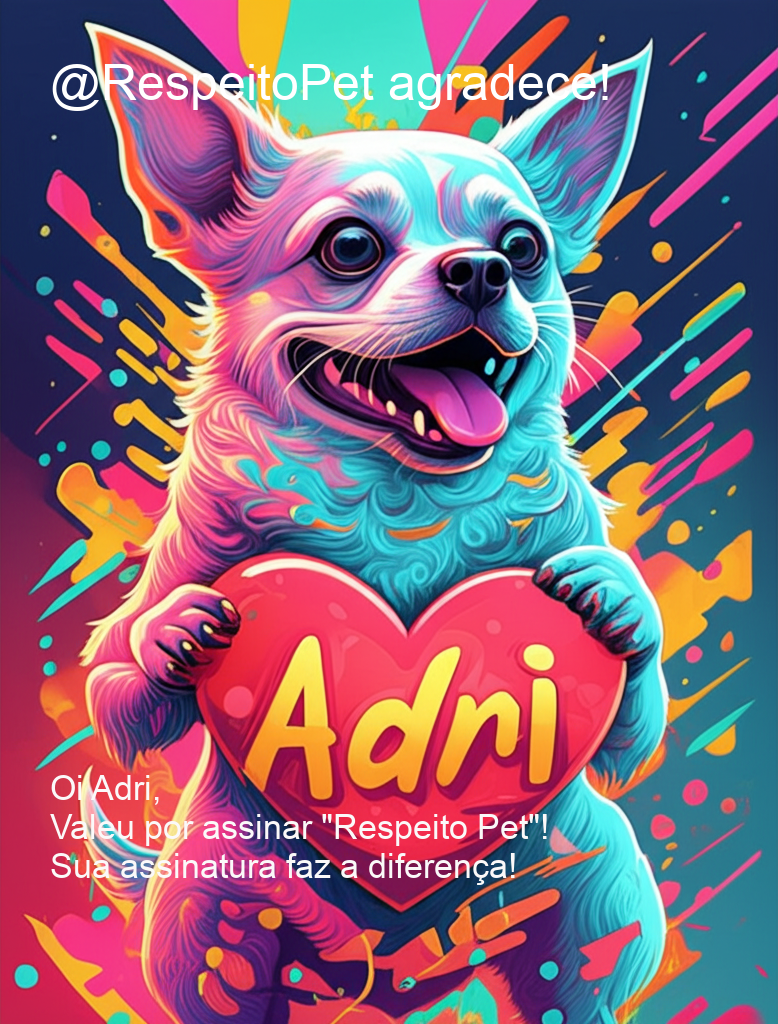 @RespeitoPet agradece!
Adri
Oi Adri,
Valeu por assinar "Respeito Pet"!
Sua assinatura faz a diferença!